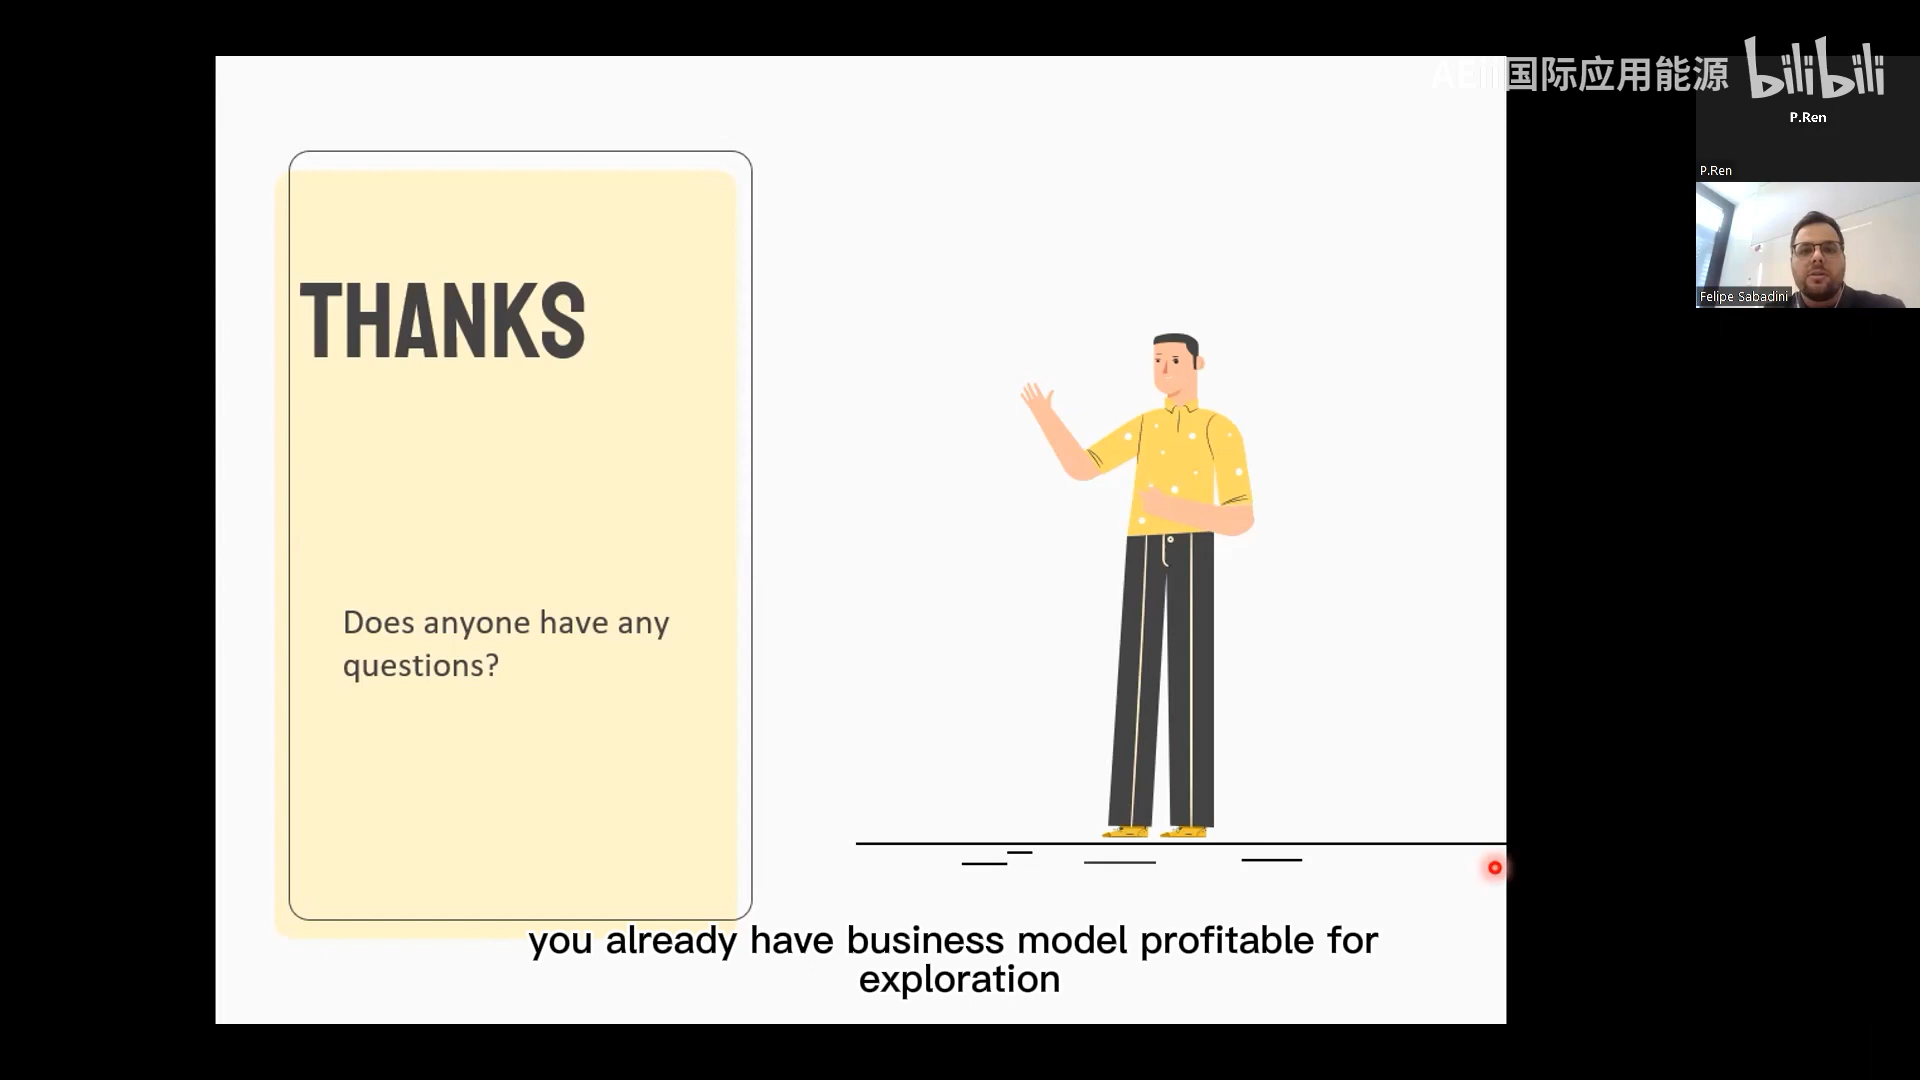 AEii国际应用能源
bilibili
P.Ren
P.Ren
Felipe Sabadini
THANKS
Does anyone have any
questions?
you already have business model profitable for
exploration